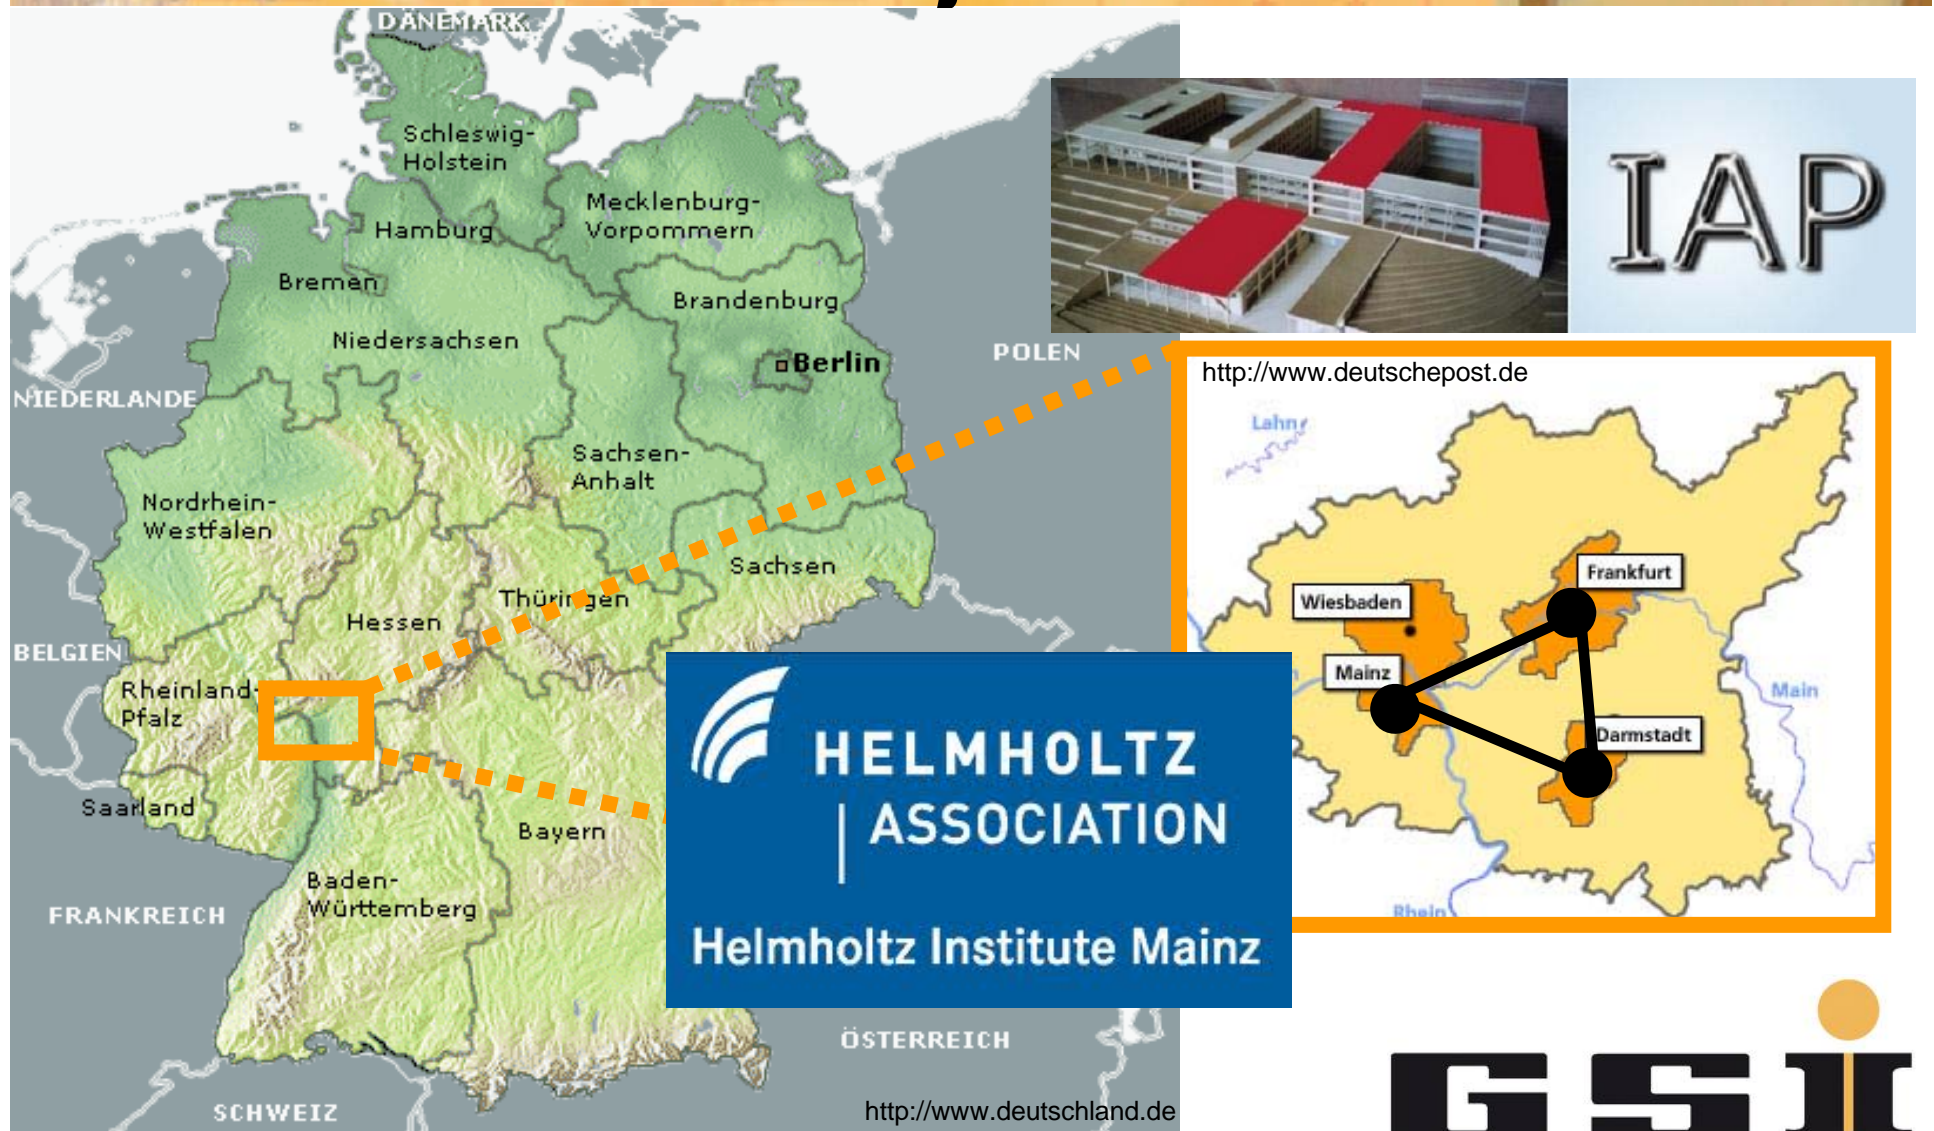 DÄNEMARK
Schleswig-
Holstein
Mecklenburg-
Vorpommern
Hamburg
Bremen
Brandenburg
Niedersachsen
Berlin
POLEN
NIEDERLANDE
Sachsen-
Anhalt
Nordrhein-
Westfalen
Sachsen
Thüringen
Hessen
BELGIEN
Rheinland-
Pfalz
Saarland
Bayern
Baden-
Württemberg
FRANKREICH
ÖSTERREICH
SCHWEIZ
http://www.deutschland.de
IAP
http://www.deutschepost.de
Lahn
Frankfurt
Wiesbaden
Mainz
Main
Darmstadt
Rhein
HELMHOLTZ
ASSOCIATION
Helmholtz Institute Mainz
GSI